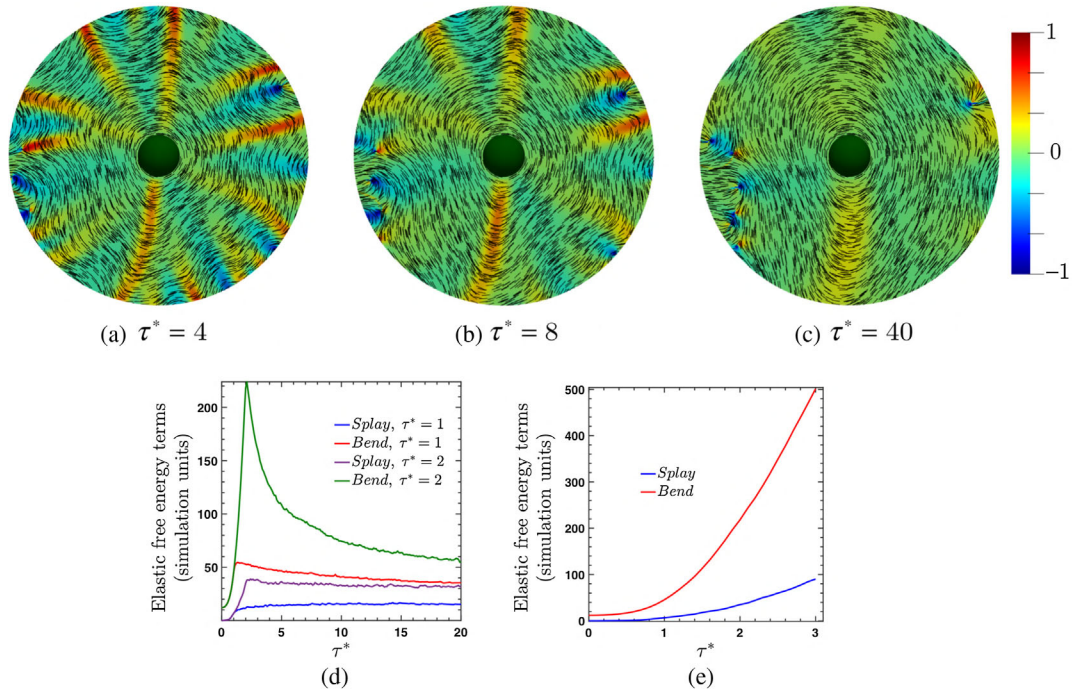 1
0
−1
(a) τ* = 4
(b) τ* = 8
(c) τ* = 40
Elastic free energy terms
(simulation units)
200
150
100
50
0
5
10
15
20
τ*
Splay, τ* = 1
Bend, τ* = 1
Splay, τ* = 2
Bend, τ* = 2
(d)
Elastic free energy terms
(simulation units)
500
400
300
200
100
0
0
1
2
3
τ*
Splay
Bend
(e)